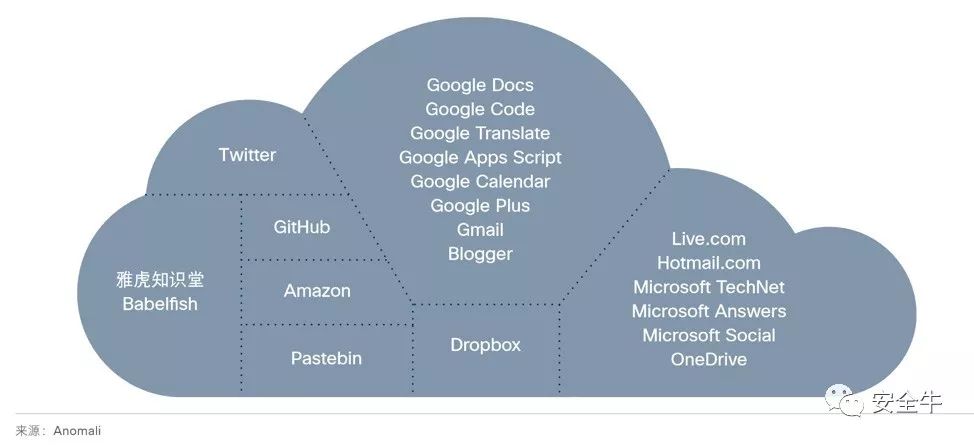 Google Docs
Google Code
Google Translate
Google Apps Script
Google Calendar
Google Plus
Gmail
Blogger
Twitter
GitHub
雅虎知识堂
Babelfish
Amazon
Pastebin
Dropbox
Live.com
Hotmail.com
Microsoft TechNet
Microsoft Answers
Microsoft Social
OneDrive
安全牛
来源：Anomali